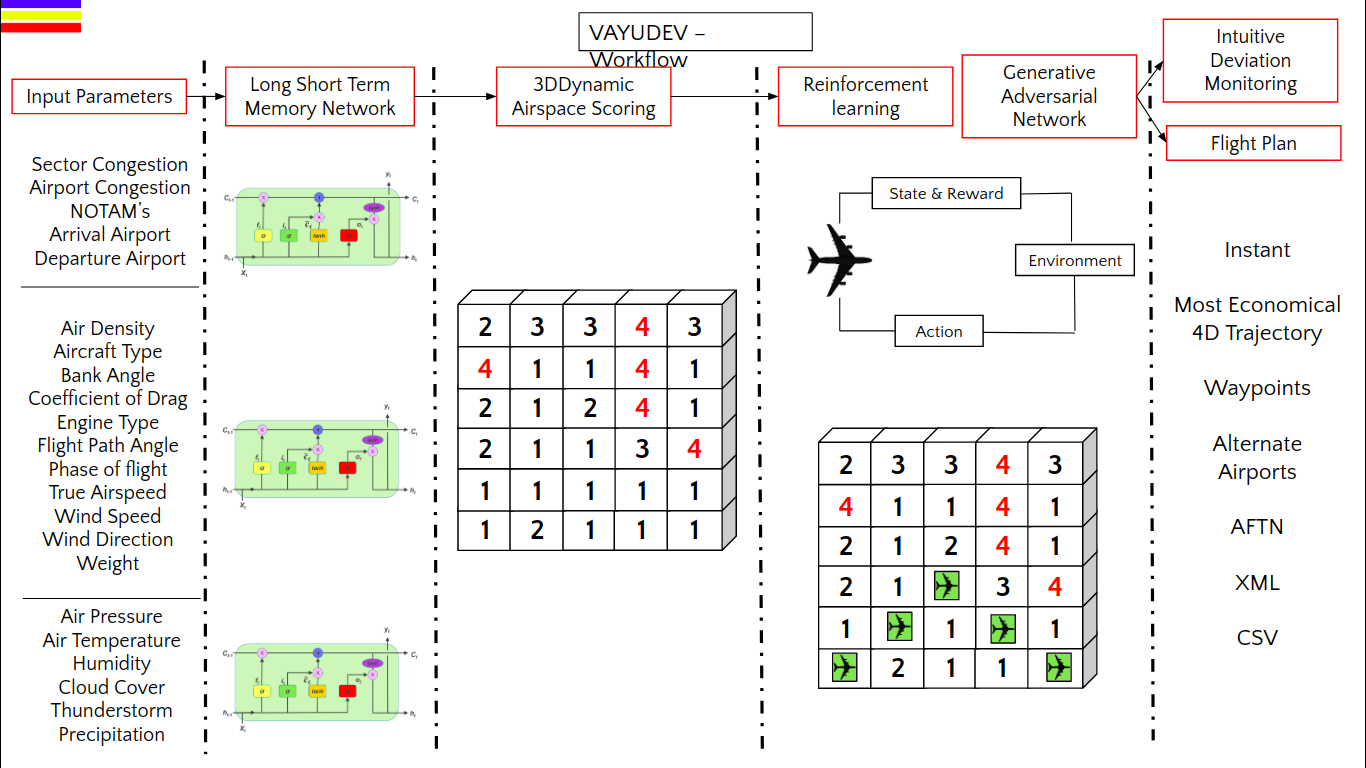 VAYUDEV –
Workflow
Input Parameters
Long Short Term
Memory Network
3DDynamic
Airspace Scoring
Reinforcement
learning
Generative
Adversarial
Network
Intuitive
Deviation
Monitoring
Flight Plan
Sector Congestion
Airport Congestion
NOTAM's
Arrival Airport
Departure Airport
Air Density
Aircraft Type
Bank Angle
Coefficient of Drag
Engine Type
Flight Path Angle
Phase of flight
True Airspeed
Wind Speed
Wind Direction
Weight
Air Pressure
Air Temperature
Humidity
Cloud Cover
Thunderstorm
Precipitation
2 3 3 4 3
4 1 1 4 1
2 1 2 4 1
2 1 1 3 4
1 1 1 1 1
1 2 1 1 1
State & Reward
Environment
Action
2 3 3 4 3
4 1 1 4 1
2 1 2 4 1
2 1 3 4
1 1 1
2 1 1
Instant
Most Economical
4D Trajectory
Waypoints
Alternate
Airports
AFTN
XML
CSV